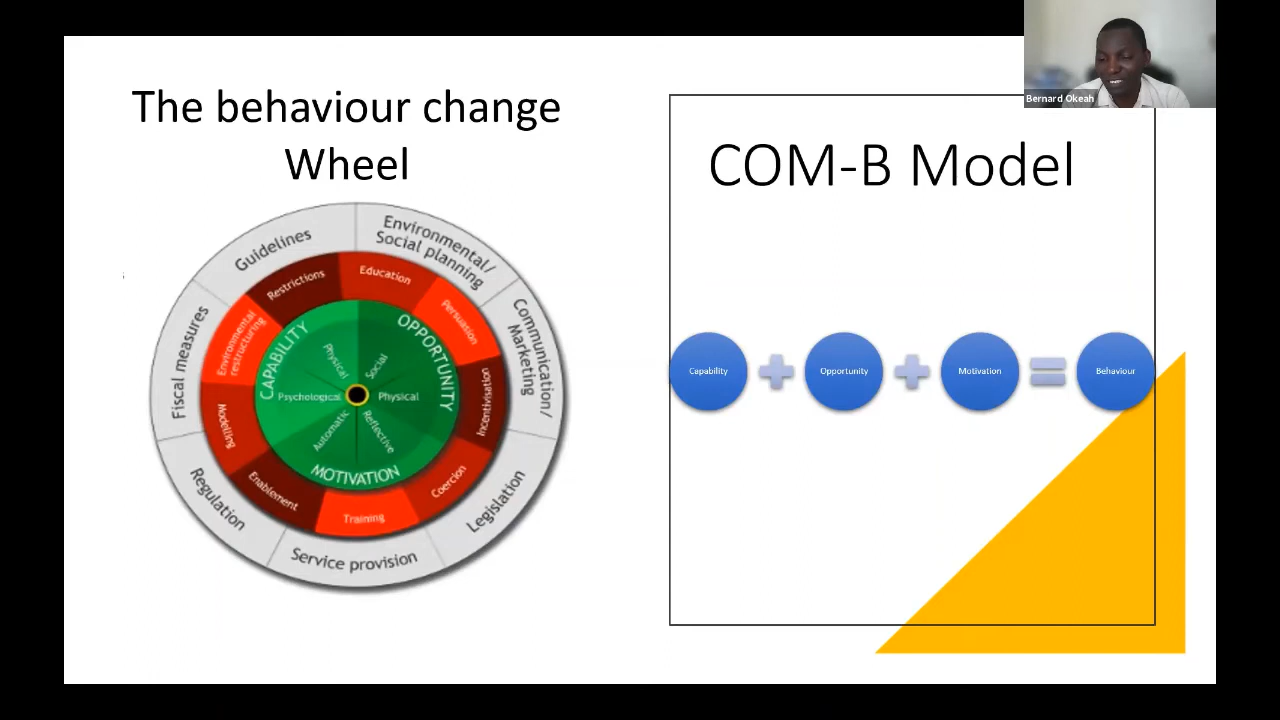 The behaviour change
Wheel
Guidelines
Environmental/
Social planning
Communication/
Marketing
Legislation
Service provision
Regulation
Fiscal measures
Restrictions
Education
Persuasion
Incentivisation
Coercion
Training
Enablement
Modelling
Environmental
restructuring
CAPABILITY
OPPORTUNITY
MOTIVATION
Physical
Social
Psychological
Physical
Automatic
Reflective
Bernard Okeah
COM-B Model
Capability
Opportunity
Motivation
Behaviour